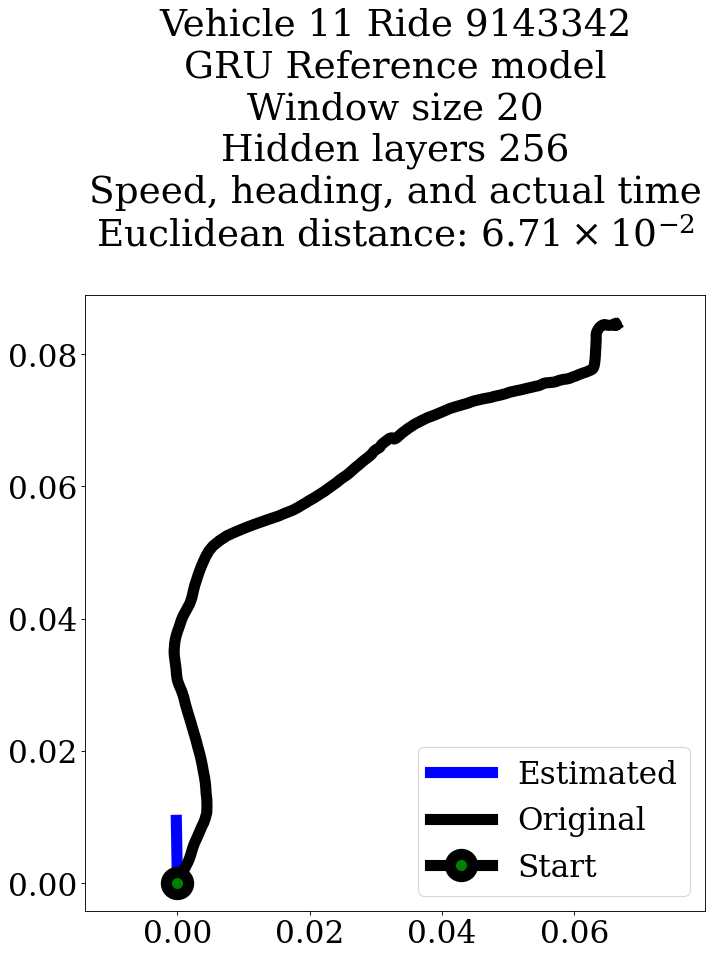 Vehicle 11 Ride 9143342
GRU Reference model
Window size 20
Hidden layers 256
Speed, heading, and actual time
Euclidean distance: 6.71 × 10⁻²
0.08
0.06
0.04
0.02
0.00
Estimated
Original
Start
0.00 0.02 0.04 0.06